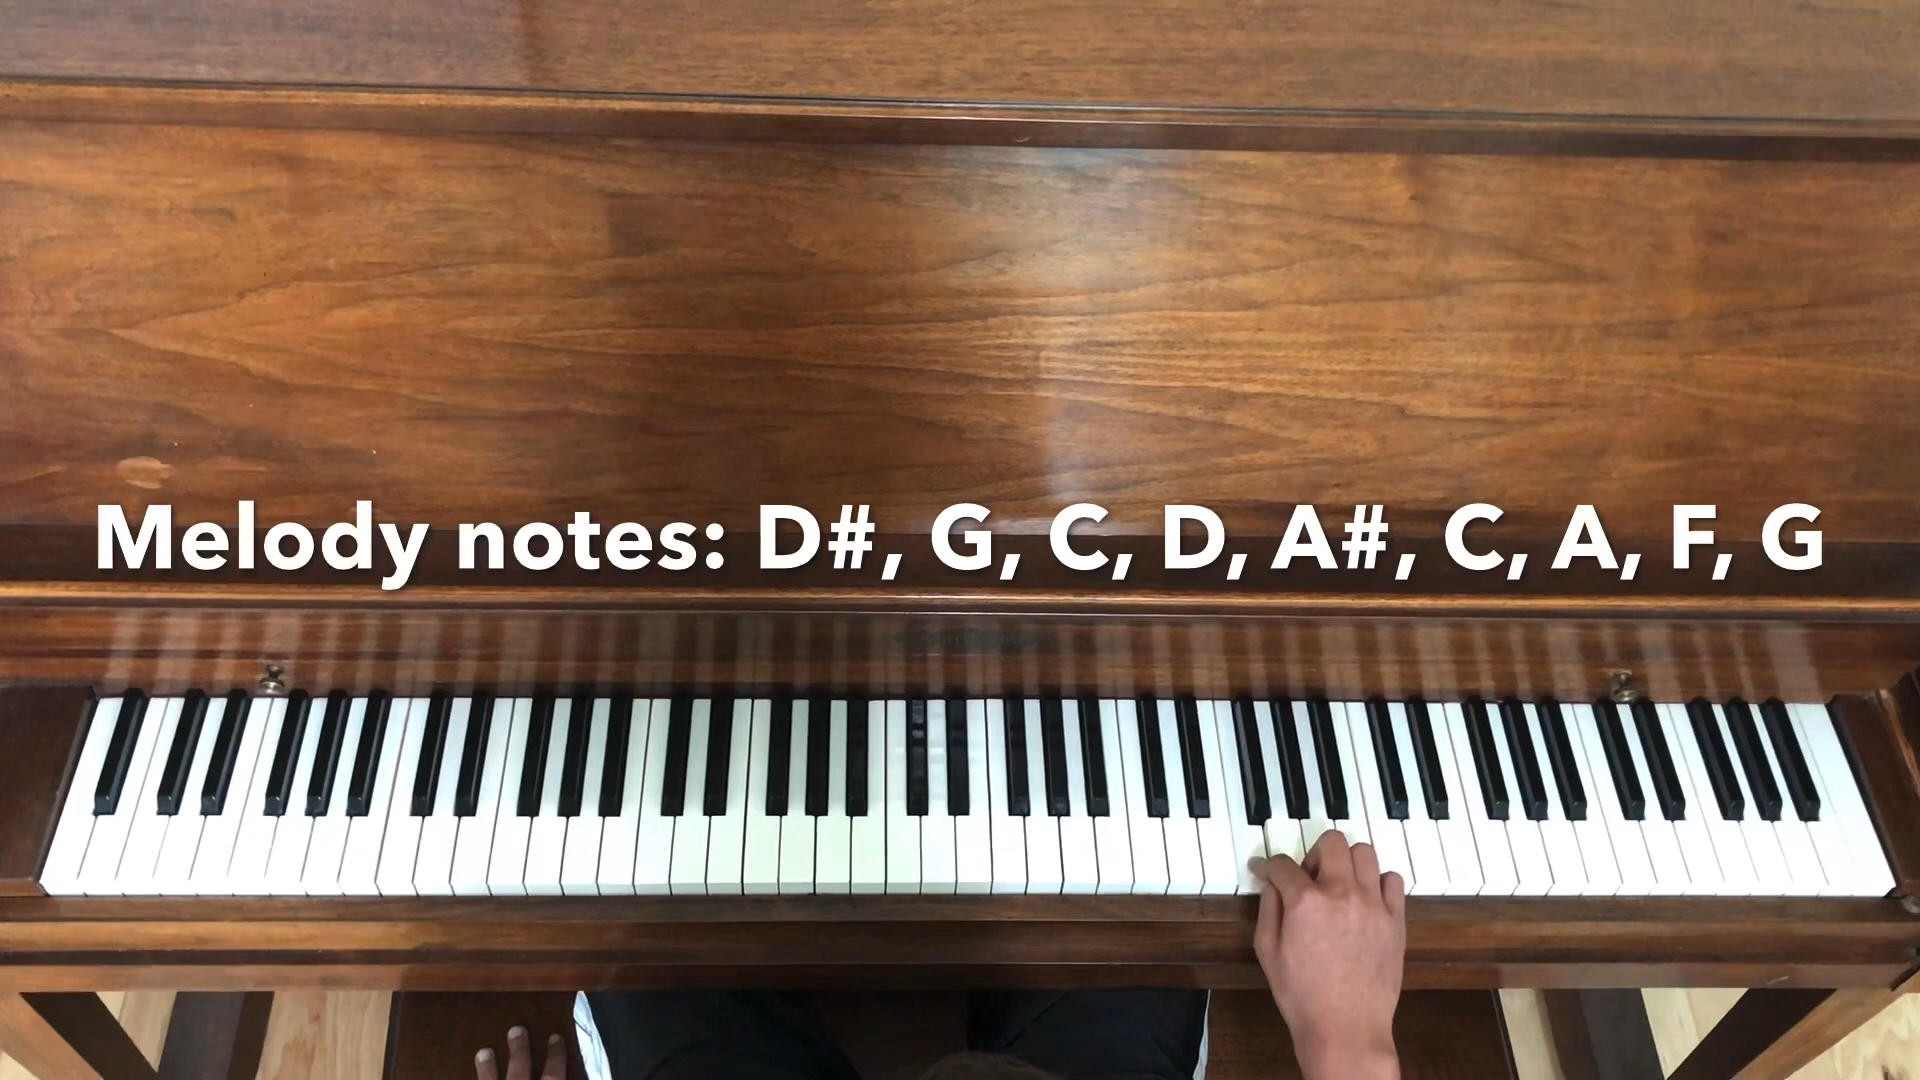 Melody notes: D#, G, C, D, A#, C, A, F, G